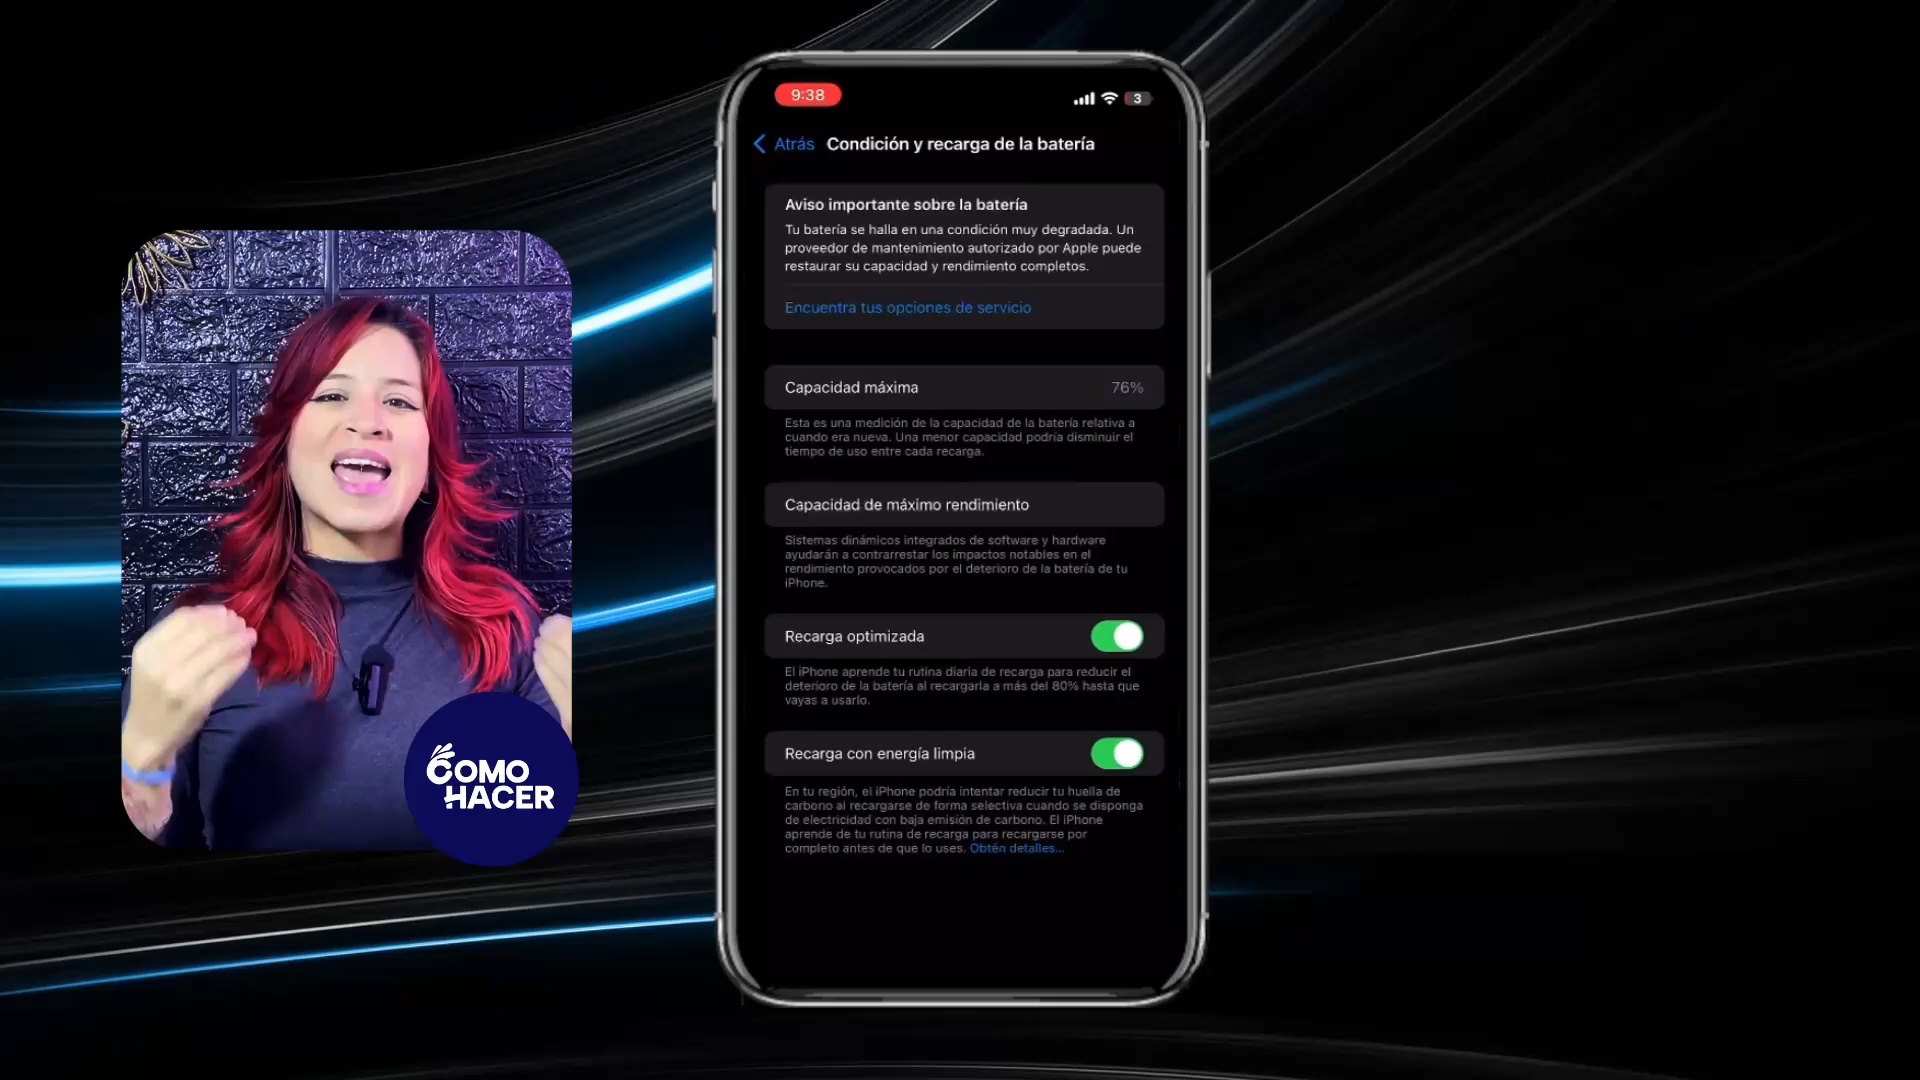 9:38
3
Atrás
Condición y recarga de la batería
Aviso importante sobre la batería
Tu batería se halla en una condición muy degradada. Un
proveedor de mantenimiento autorizado por Apple puede
restaurar su capacidad y rendimiento completos.
Encuentra tus opciones de servicio
Capacidad máxima
76%
Esta es una medición de la capacidad de la batería relativa a
cuando era nueva. Una menor capacidad podría disminuir el
tiempo de uso entre cada recarga.
Capacidad de máximo rendimiento
Sistemas dinámicos integrados de software y hardware
ayudarán a contrarrestar los impactos notables en el
rendimiento provocados por el deterioro de la batería de tu
iPhone.
Recarga optimizada
El iPhone aprende tu rutina diaria de recarga para reducir el
deterioro de la batería al recargarla a más del 80% hasta que
vayas a usarlo.
Recarga con energía limpia
En tu región, el iPhone podría intentar reducir tu huella de
carbono al recargarse de forma selectiva cuando se disponga
de electricidad con baja emisión de carbono. El iPhone
aprende de tu rutina de recarga para recargarse por
completo antes de que lo uses. Obtén detalles...
COMO
HACER